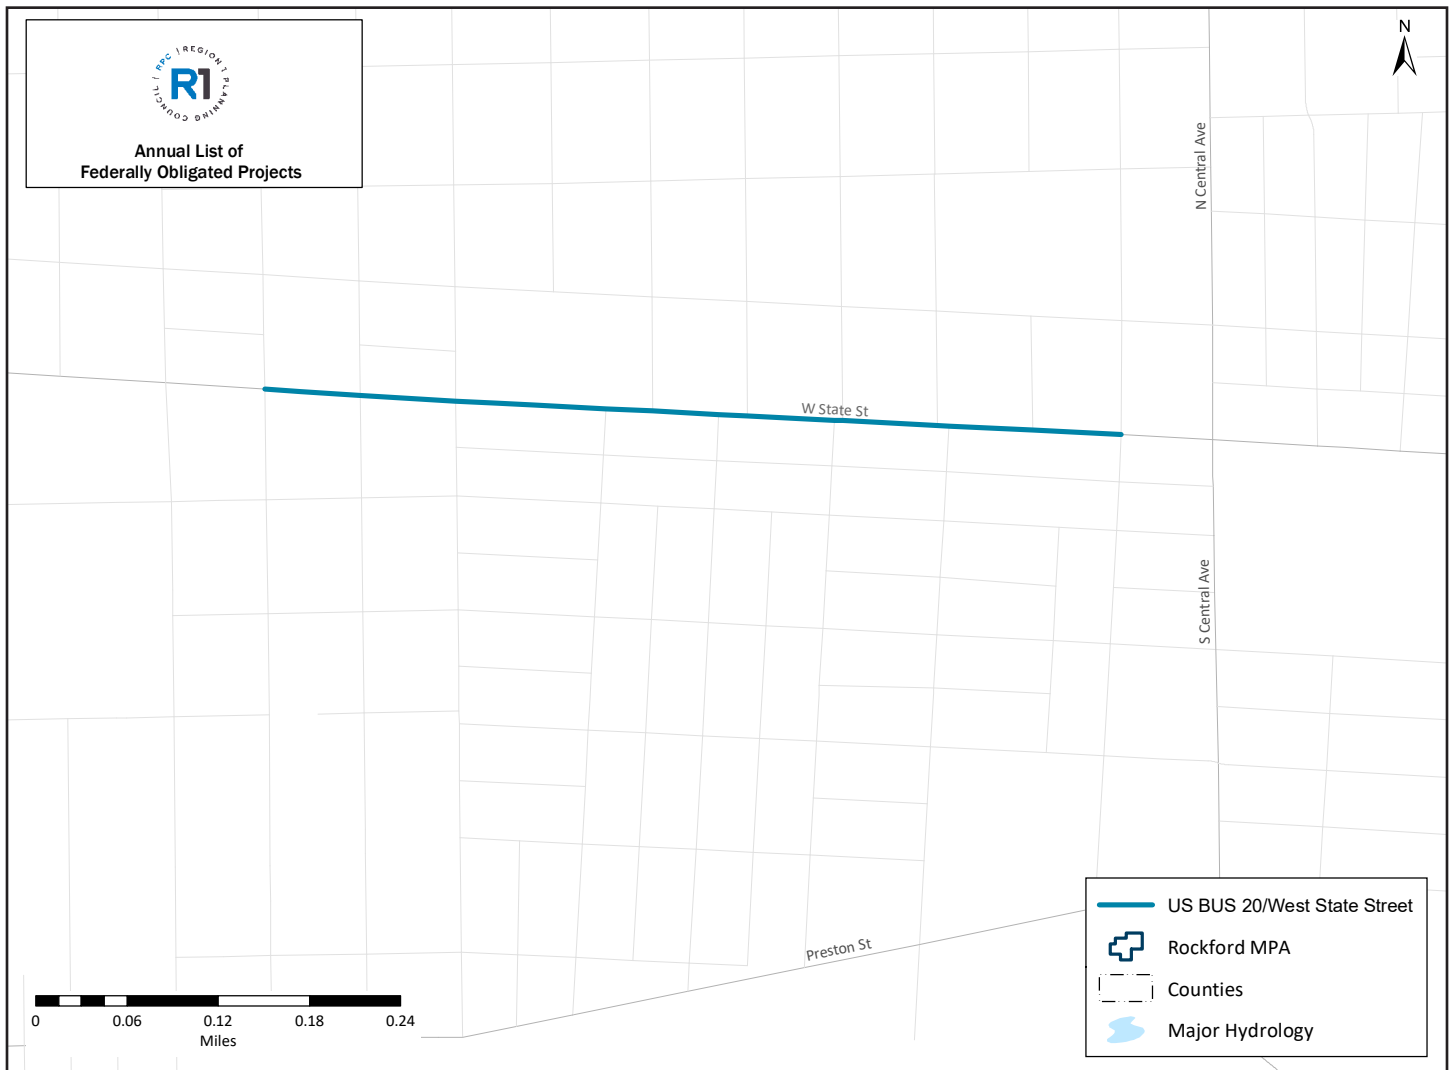 RPC | REGION 1 PLANNING COUNCIL |
R1
Annual List of
Federally Obligated Projects
N
N Central Ave
W State St
S Central Ave
Preston St
0 0.06 0.12 0.18 0.24
Miles
US BUS 20/West State Street
Rockford MPA
Counties
Major Hydrology